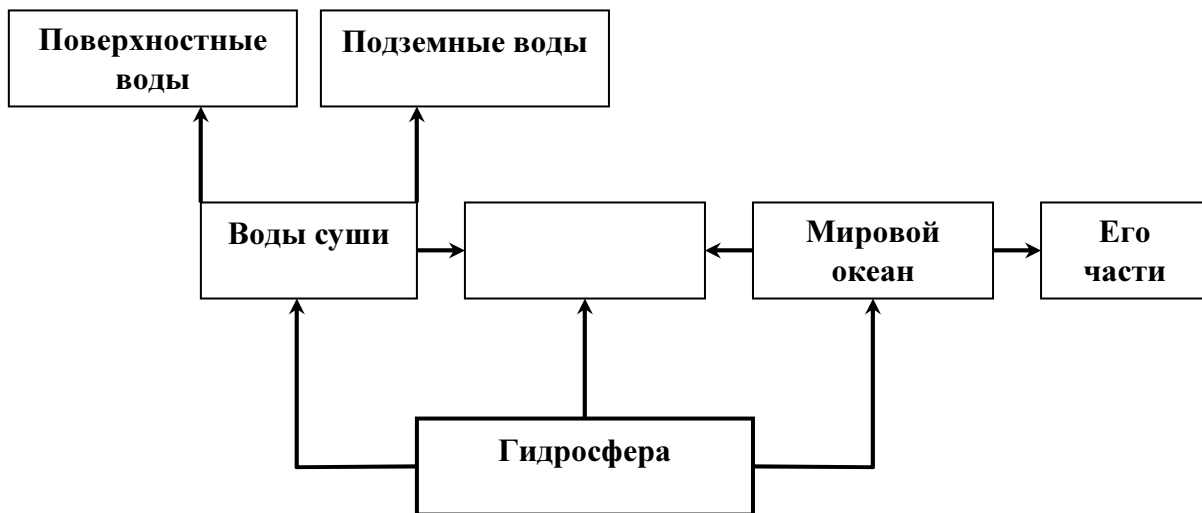 Поверхностные
воды
Подземные воды
Воды суши
Мировой
океан
Его
части
Гидросфера